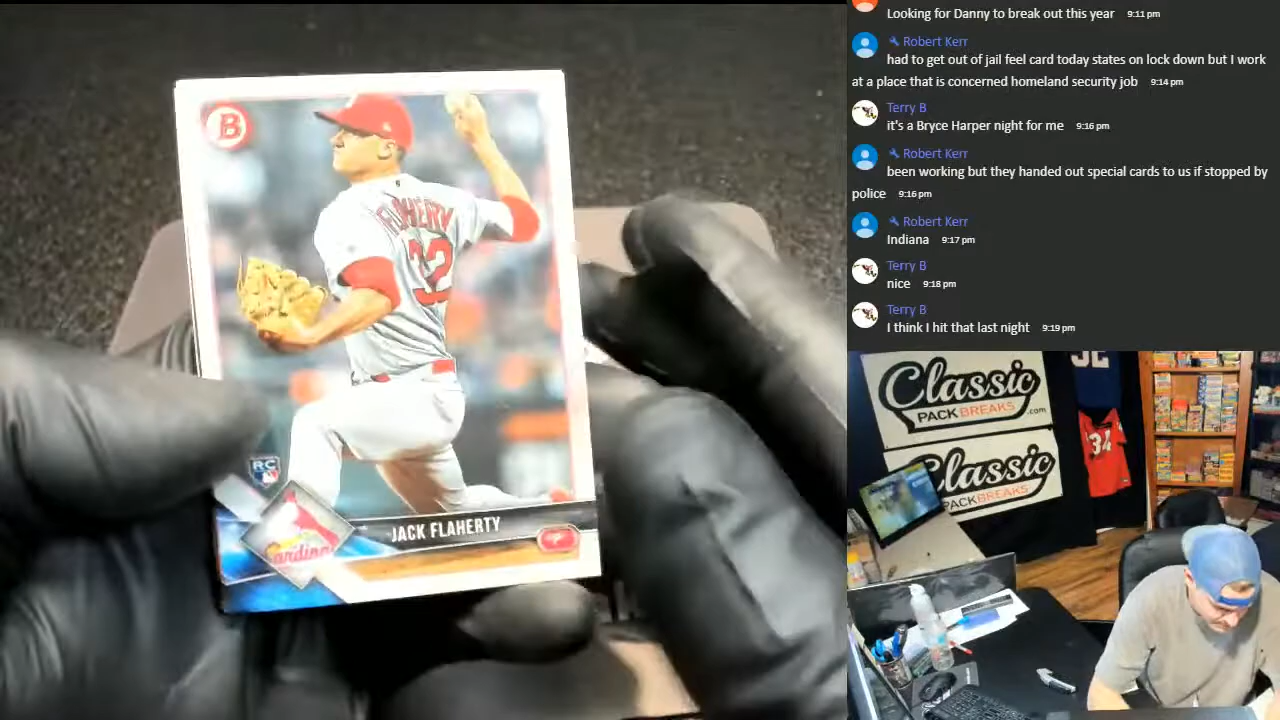 B
FLAHERTY
32
RC
Cardinals
JACK FLAHERTY
P
Looking for Danny to break out this year 9:11 pm
Robert Kerr
had to get out of jail feel card today states on lock down but I work
at a place that is concerned homeland security job 9:14 pm
Terry B
it's a Bryce Harper night for me 9:16 pm
Robert Kerr
been working but they handed out special cards to us if stopped by
police 9:16 pm
Robert Kerr
Indiana 9:17 pm
Terry B
nice 9:18 pm
Terry B
I think I hit that last night 9:19 pm
Classic
PACK BREAKS.com
Classic
PACK BREAKS
34